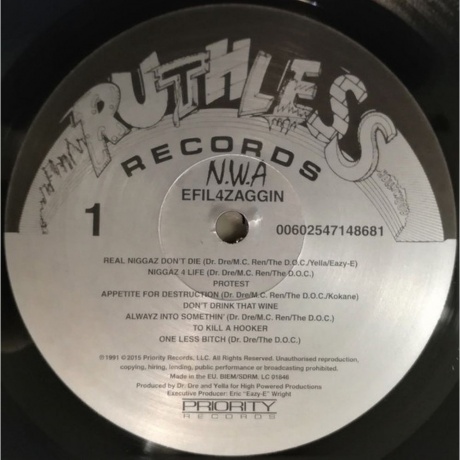 RUTHLESS
RECORDS
N.W.A
EFIL4ZAGGIN
1
00602547148681
REAL NIGGAZ DON'T DIE (Dr. Dre/M.C. Ren/The D.O.C./Yella/Eazy-E)
NIGGAZ 4 LIFE (Dr. Dre/M.C. Ren/The D.O.C.)
PROTEST
APPETITE FOR DESTRUCTION (Dr. Dre/M.C. Ren/The D.O.C./Kokane)
DON'T DRINK THAT WINE
ALWAYZ INTO SOMETHIN' (Dr. Dre/M.C. Ren/The D.O.C.)
TO KILL A HOOKER
ONE LESS BITCH (Dr. Dre/The D.O.C.)
℗1991 ©2015 Priority Records, LLC. All Rights Reserved. Unauthorised reproduction,
copying, hiring, lending, public performance or broadcasting prohibited.
Made in the EU. BIEM/SDRM. LC 01846
Produced by Dr. Dre and Yella for High Powered Productions
Executive Producer: Eric "Eazy-E" Wright
PRIORITY
RECORDS